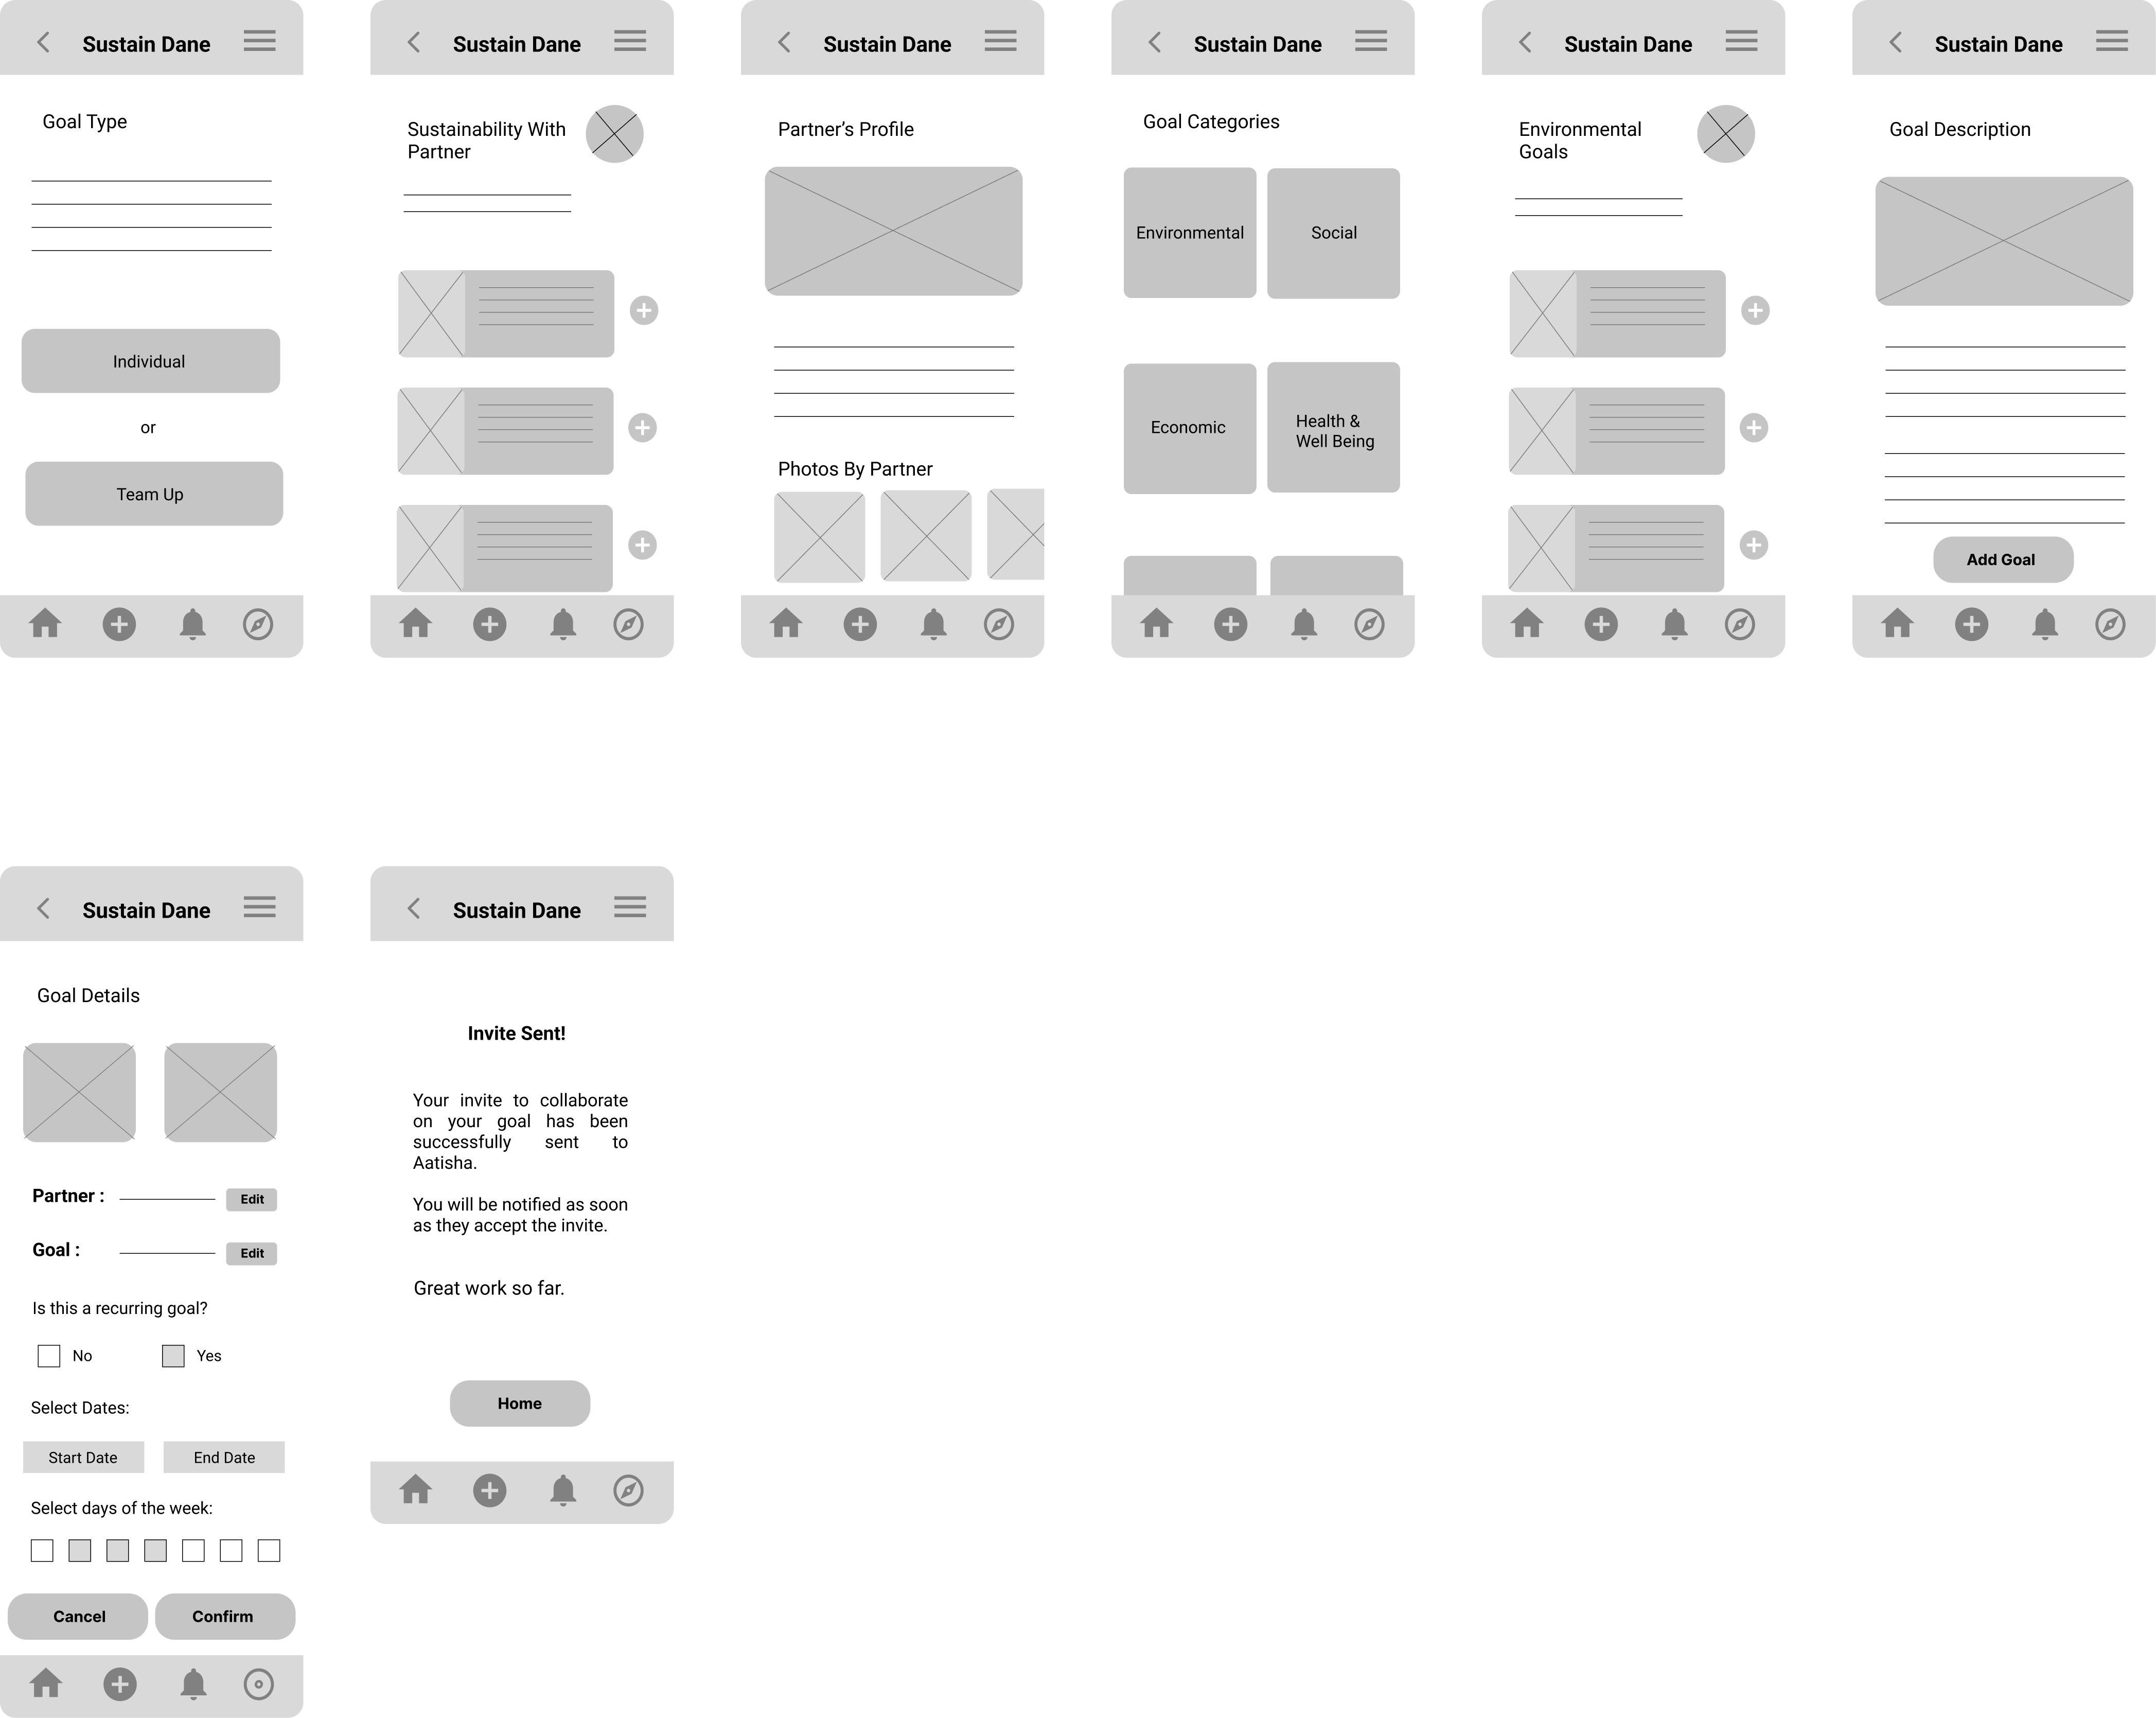 Sustain Dane
Goal Type
Individual
or
Team Up
Sustain Dane
Sustainability With
Partner
Sustain Dane
Partner’s Profile
Photos By Partner
Sustain Dane
Goal Categories
Environmental
Social
Economic
Health &
Well Being
Sustain Dane
Environmental
Goals
Sustain Dane
Goal Description
Add Goal
Sustain Dane
Goal Details
Partner :
Edit
Goal :
Edit
Is this a recurring goal?
No
Yes
Select Dates:
Start Date
End Date
Select days of the week:
Cancel
Confirm
Sustain Dane
Invite Sent!
Your invite to collaborate
on your goal has been
successfully sent to
Aatisha.
You will be notified as soon
as they accept the invite.
Great work so far.
Home